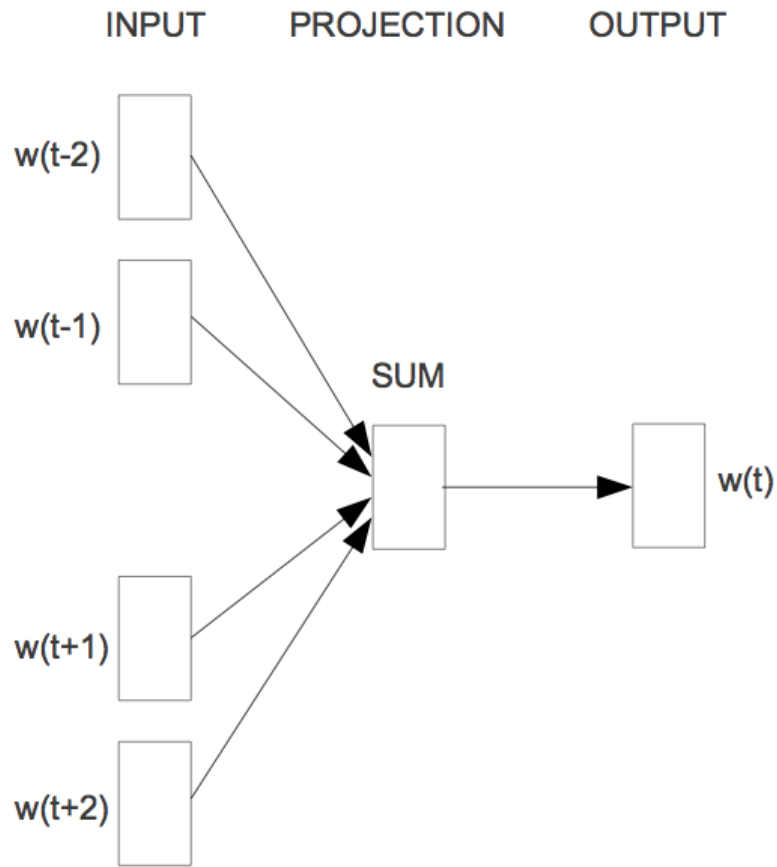 INPUT PROJECTION OUTPUT
w(t-2)
w(t-1)
SUM
w(t)
w(t+1)
w(t+2)